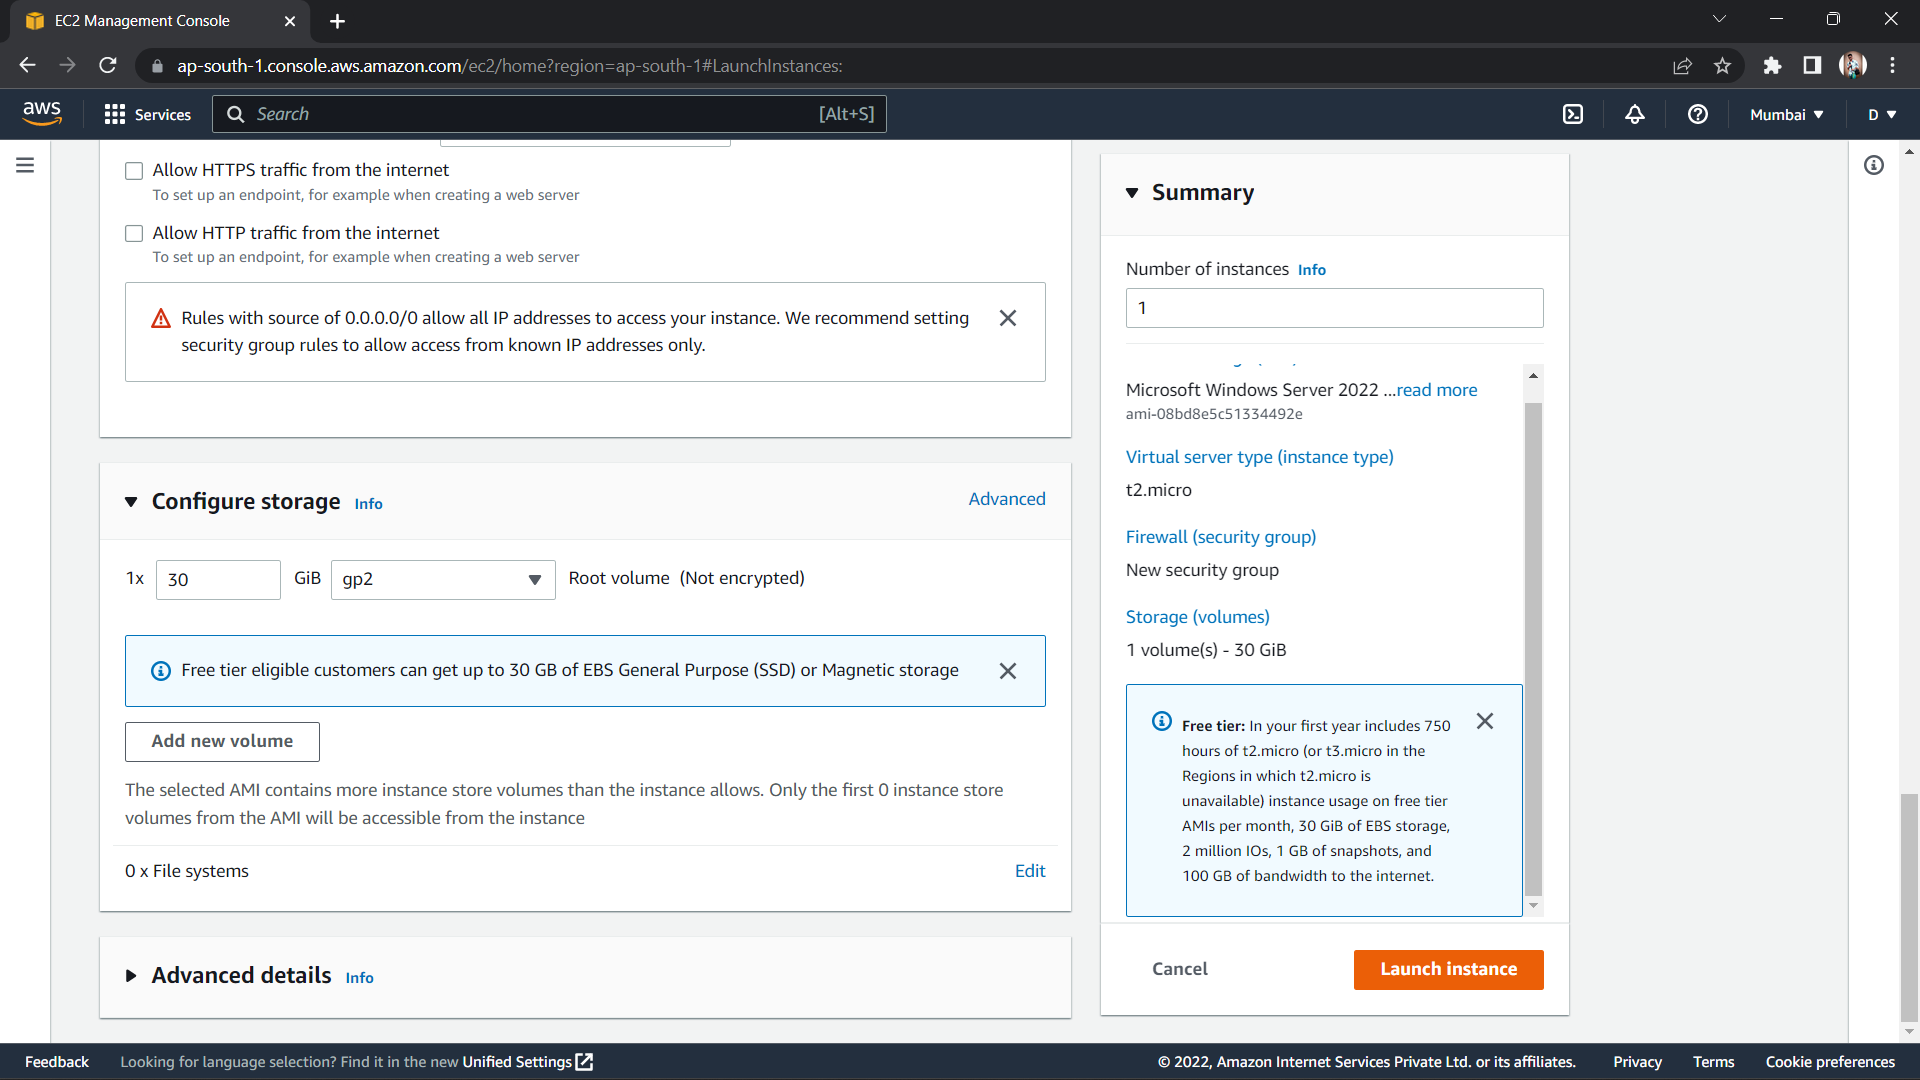 EC2 Management Console
ap-south-1.console.aws.amazon.com/ec2/home?region=ap-south-1#LaunchInstances:
aws
Services
Search
[Alt+S]
Mumbai
D
Allow HTTPS traffic from the internet
To set up an endpoint, for example when creating a web server
Allow HTTP traffic from the internet
To set up an endpoint, for example when creating a web server
Rules with source of 0.0.0.0/0 allow all IP addresses to access your instance. We recommend setting
security group rules to allow access from known IP addresses only.
Configure storage Info
Advanced
1x 30 GiB gp2 Root volume (Not encrypted)
Free tier eligible customers can get up to 30 GB of EBS General Purpose (SSD) or Magnetic storage
Add new volume
The selected AMI contains more instance store volumes than the instance allows. Only the first 0 instance store
volumes from the AMI will be accessible from the instance
0 x File systems
Edit
Advanced details Info
Summary
Number of instances Info
1
Microsoft Windows Server 2022 ...read more
ami-08bd8e5c51334492e
Virtual server type (instance type)
t2.micro
Firewall (security group)
New security group
Storage (volumes)
1 volume(s) - 30 GiB
Free tier: In your first year includes 750
hours of t2.micro (or t3.micro in the
Regions in which t2.micro is
unavailable) instance usage on free tier
AMIs per month, 30 GiB of EBS storage,
2 million IOs, 1 GB of snapshots, and
100 GB of bandwidth to the internet.
Cancel
Launch instance
Feedback
Looking for language selection? Find it in the new Unified Settings
© 2022, Amazon Internet Services Private Ltd. or its affiliates.
Privacy
Terms
Cookie preferences